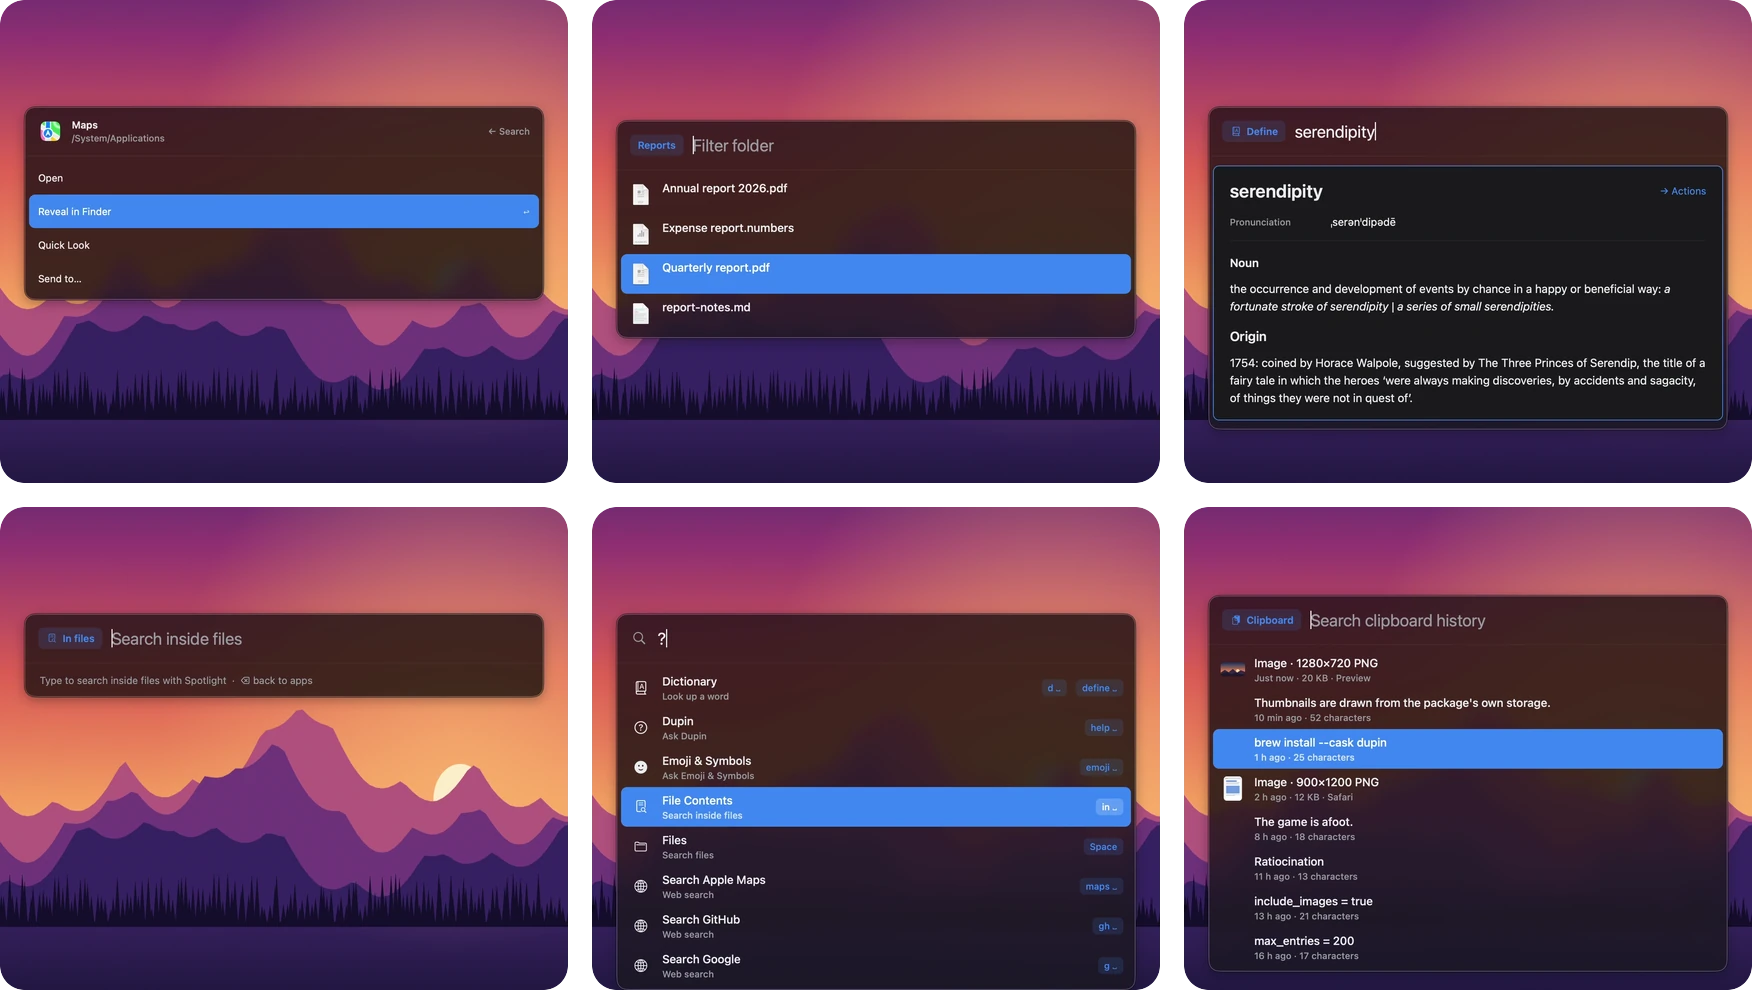 Maps
/System/Applications
← Search
Open
Reveal in Finder
Quick Look
Send to...
Reports
Filter folder
Annual report 2026.pdf
Expense report.numbers
Quarterly report.pdf
report-notes.md
Define
serendipity
serendipity
→ Actions
Pronunciation
ˌserənˈdipədē
Noun
the occurrence and development of events by chance in a happy or beneficial way: a
fortunate stroke of serendipity | a series of small serendipities.
Origin
1754: coined by Horace Walpole, suggested by The Three Princes of Serendip, the title of a
fairy tale in which the heroes ‘were always making discoveries, by accidents and sagacity,
of things they were not in quest of’.
In files
Search inside files
Type to search inside files with Spotlight · ⌫ back to apps
?
Dictionary
Look up a word
d ⎵ define ⎵
Dupin
Ask Dupin
help ⎵
Emoji & Symbols
Ask Emoji & Symbols
emoji ⎵
File Contents
Search inside files
in ⎵
Files
Search files
Space
Search Apple Maps
Web search
maps ⎵
Search GitHub
Web search
gh ⎵
Search Google
Web search
g ⎵
Clipboard
Search clipboard history
Image · 1280×720 PNG
Just now · 20 KB · Preview
Thumbnails are drawn from the package's own storage.
10 min ago · 52 characters
brew install --cask dupin
1 h ago · 25 characters
Image · 900×1200 PNG
2 h ago · 12 KB · Safari
The game is afoot.
8 h ago · 18 characters
Ratiocination
11 h ago · 13 characters
include_images = true
13 h ago · 21 characters
max_entries = 200
16 h ago · 17 characters